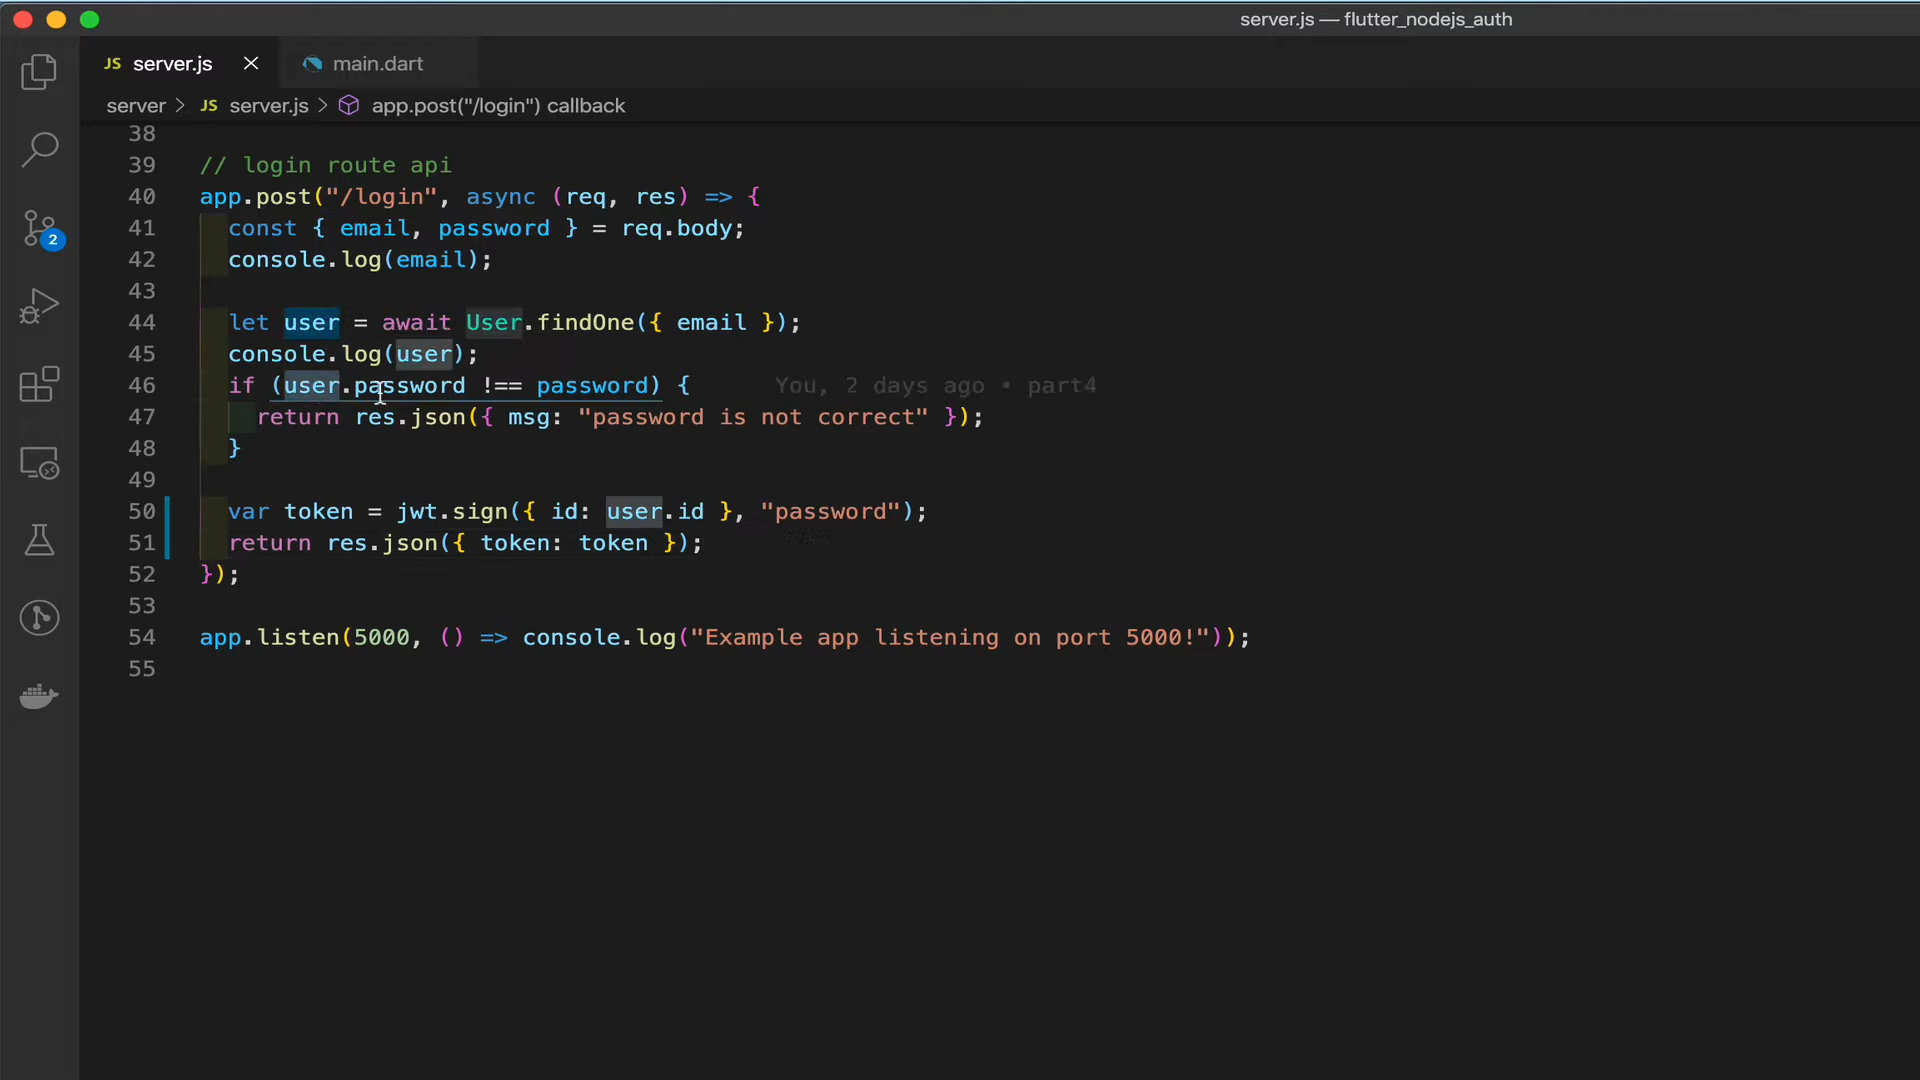 server.js — flutter_nodejs_auth
JS server.js
main.dart
server > JS server.js > app.post("/login") callback
38
39 // login route api
40 app.post("/login", async (req, res) => {
41 const { email, password } = req.body;
42 console.log(email);
43
44 let user = await User.findOne({ email });
45 console.log(user);
46 if (user.password !== password) { You, 2 days ago • part4
47 return res.json({ msg: "password is not correct" });
48 }
49
50 var token = jwt.sign({ id: user.id }, "password");
51 return res.json({ token: token });
52 });
53
54 app.listen(5000, () => console.log("Example app listening on port 5000!"));
55
2